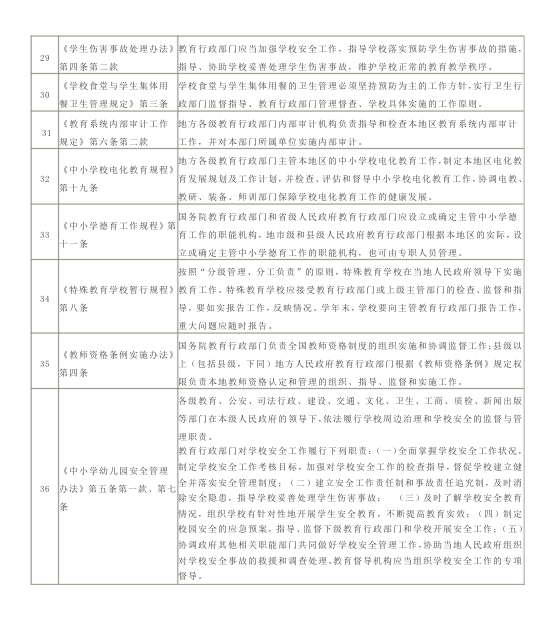 29
《学生伤害事故处理办法》
第四条第二款
教育行政部门应当加强学校安全工作，指导学校落实预防学生伤害事故的措施，
指导、协助学校妥善处理学生伤害事故，维护学校正常的教育教学秩序。
30
《学校食堂与学生集体用
餐卫生管理规定》第三条
学校食堂与学生集体用餐的卫生管理必须坚持预防为主的工作方针，实行卫生行
政部门监督指导、教育行政部门管理督查、学校具体实施的工作原则。
31
《教育系统内部审计工作
规定》第六条第二款
地方各级教育行政部门内部审计机构负责指导和检查本地区教育系统内部审计
工作，并对本部门所属单位实施内部审计。
32
《中小学校电化教育规程》
第十九条
地方各级教育行政部门主管本地区的中小学校电化教育工作，制定本地区电化教
育发展规划及工作计划，并检查、评估和督导中小学校电化教育工作，协调电教、
教研、装备、师训部门保障学校电化教育工作的健康发展。
33
《中小学德育工作规程》第
十一条
国务院教育行政部门和省级人民政府教育行政部门应设立或确定主管中小学德
育工作的职能机构，地市级和县级人民政府教育行政部门根据本地区的实际，设
立或确定主管中小学德育工作的职能机构，也可由专职人员管理。
34
《特殊教育学校暂行规程》
第八条
按照“分级管理、分工负责”的原则，特殊教育学校在当地人民政府领导下实施
教育工作。特殊教育学校应接受教育行政部门或上级主管部门的检查、监督和指
导，要如实报告工作，反映情况。学年末，学校要向主管教育行政部门报告工作，
重大问题应随时报告。
35
《教师资格条例实施办法》
第四条
国务院教育行政部门负责全国教师资格制度的组织实施和协调监督工作；县级以
上（包括县级，下同）地方人民政府教育行政部门根据《教师资格条例》规定权
限负责本地教师资格认定和管理的组织、指导、监督和实施工作。
36
《中小学幼儿园安全管理
办法》第五条第一款、第七
条
各级教育、公安、司法行政、建设、交通、文化、卫生、工商、质检、新闻出版
等部门在本级人民政府的领导下，依法履行学校周边治理和学校安全的监督与管
理职责。
教育行政部门对学校安全工作履行下列职责：（一）全面掌握学校安全工作状况，
制定学校安全工作考核目标，加强对学校安全工作的检查指导，督促学校建立健
全并落实安全管理制度；（二）建立安全工作责任制和事故责任追究制，及时消
除安全隐患，指导学校妥善处理学生伤害事故； （三）及时了解学校安全教育
情况，组织学校有针对性地开展学生安全教育，不断提高教育实效；（四）制定
校园安全的应急预案，指导、监督下级教育行政部门和学校开展安全工作；（五）
协调政府其他相关职能部门共同做好学校安全管理工作，协助当地人民政府组织
对学校安全事故的救援和调查处理。教育督导机构应当组织学校安全工作的专项
督导。